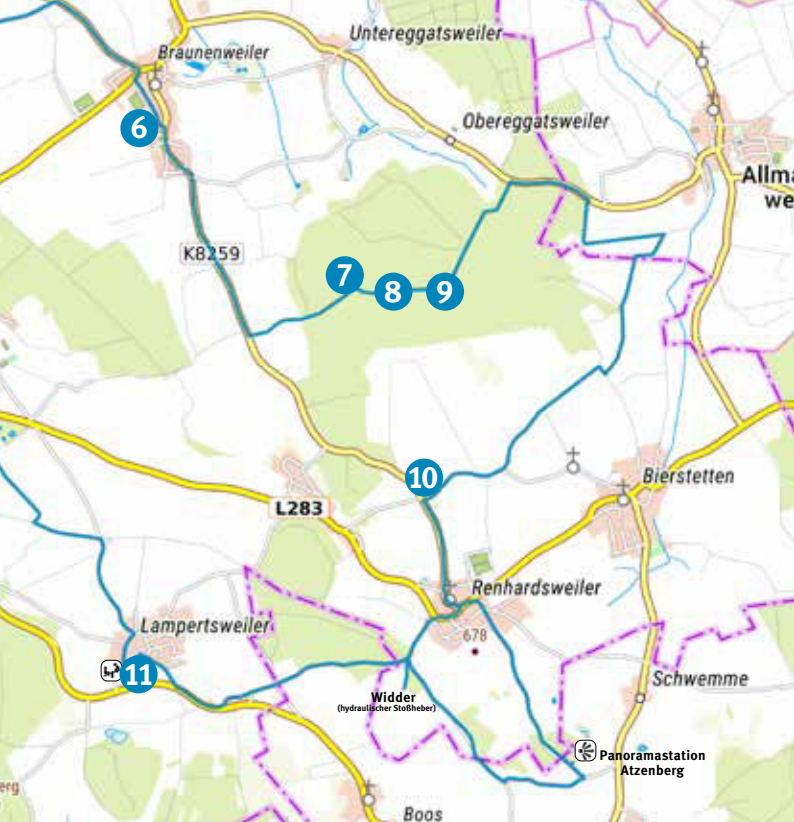 Untereggatsweiler
Braunenweiler
Obereggatsweiler
6
Allma
we
K8259
7
8
9
10
Bierstetten
L283
Renhardsweiler
Lampertsweiler
678
11
Schwemme
Widder
(hydraulischer Stoßheber)
Panoramastation
Atzenberg
erg
Boos